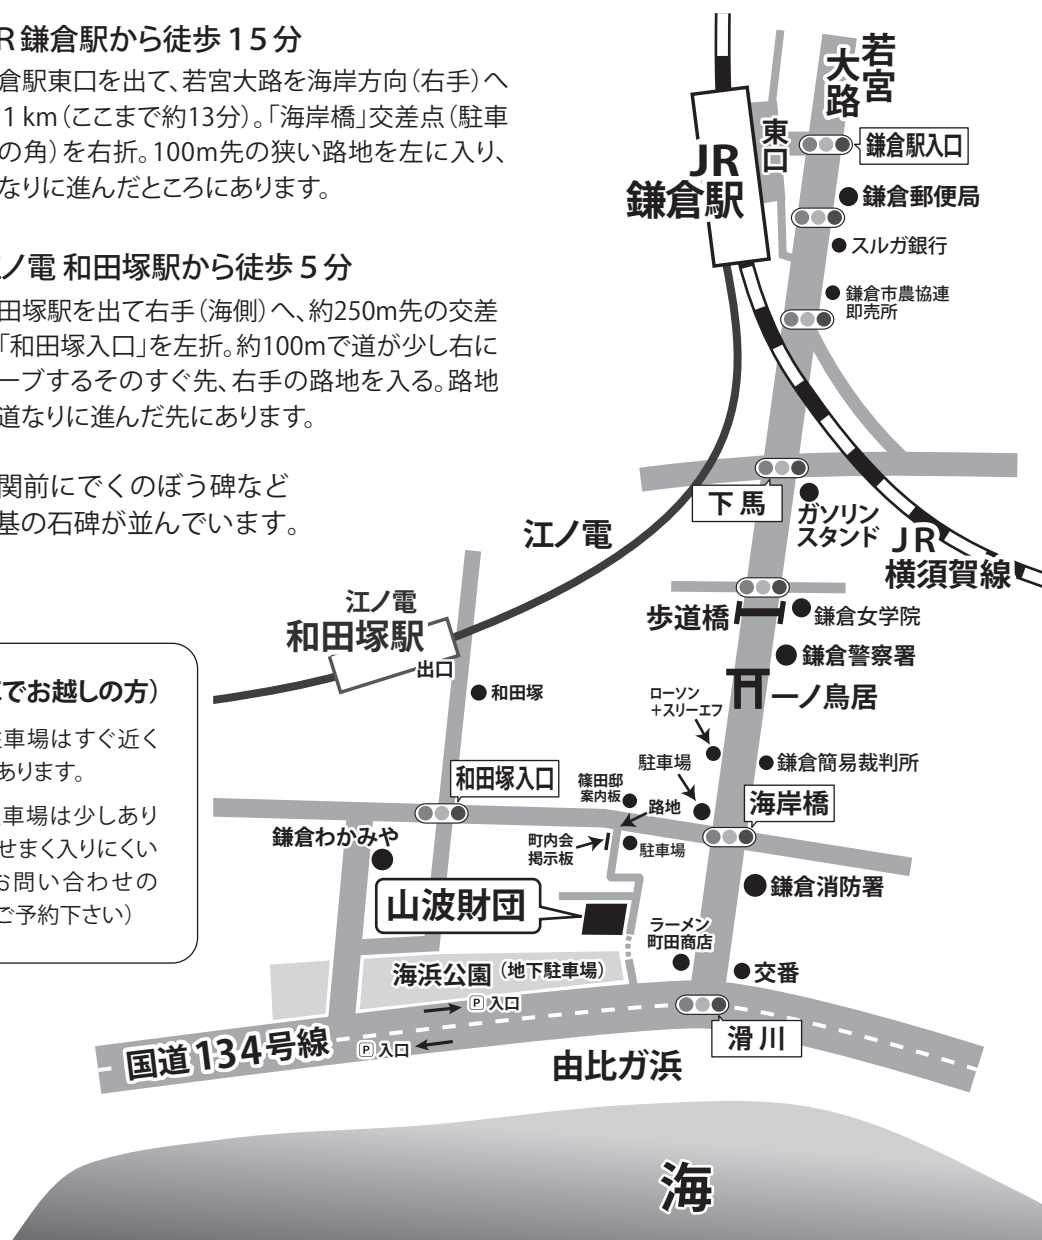 R 鎌倉駅から徒歩 15 分
倉駅東口を出て、若宮大路を海岸方向（右手）へ
1 km（ここまで約13分）。「海岸橋」交差点（駐車
の角）を右折。100m先の狭い路地を左に入り、
なりに進んだところにあります。
ノ電 和田塚駅から徒歩 5 分
田塚駅を出て右手（海側）へ、約250m先の交差
「和田塚入口」を左折。約100mで道が少し右に
ーブするそのすぐ先、右手の路地を入る。路地
道なりに進んだ先にあります。
関前にでくのぼう碑など
基の石碑が並んでいます。
でお越しの方）
車場はすぐ近く
あります。
車場は少しあり
せまく入りにくい
お問い合わせの
ご予約下さい）
若宮
大路
東口
鎌倉駅入口
JR
鎌倉駅
鎌倉郵便局
スルガ銀行
鎌倉市農協連
即売所
下馬
ガソリン
スタンド
JR
横須賀線
江ノ電
江ノ電
和田塚駅
出口
歩道橋
鎌倉女学院
鎌倉警察署
一ノ鳥居
和田塚
ローソン
＋スリーエフ
駐車場
鎌倉簡易裁判所
和田塚入口
篠田邸
案内板
路地
海岸橋
鎌倉わかみや
町内会
掲示板
駐車場
鎌倉消防署
山波財団
ラーメン
町田商店
海浜公園（地下駐車場）
交番
P 入口
国道134号線
P 入口
滑川
由比ガ浜
海